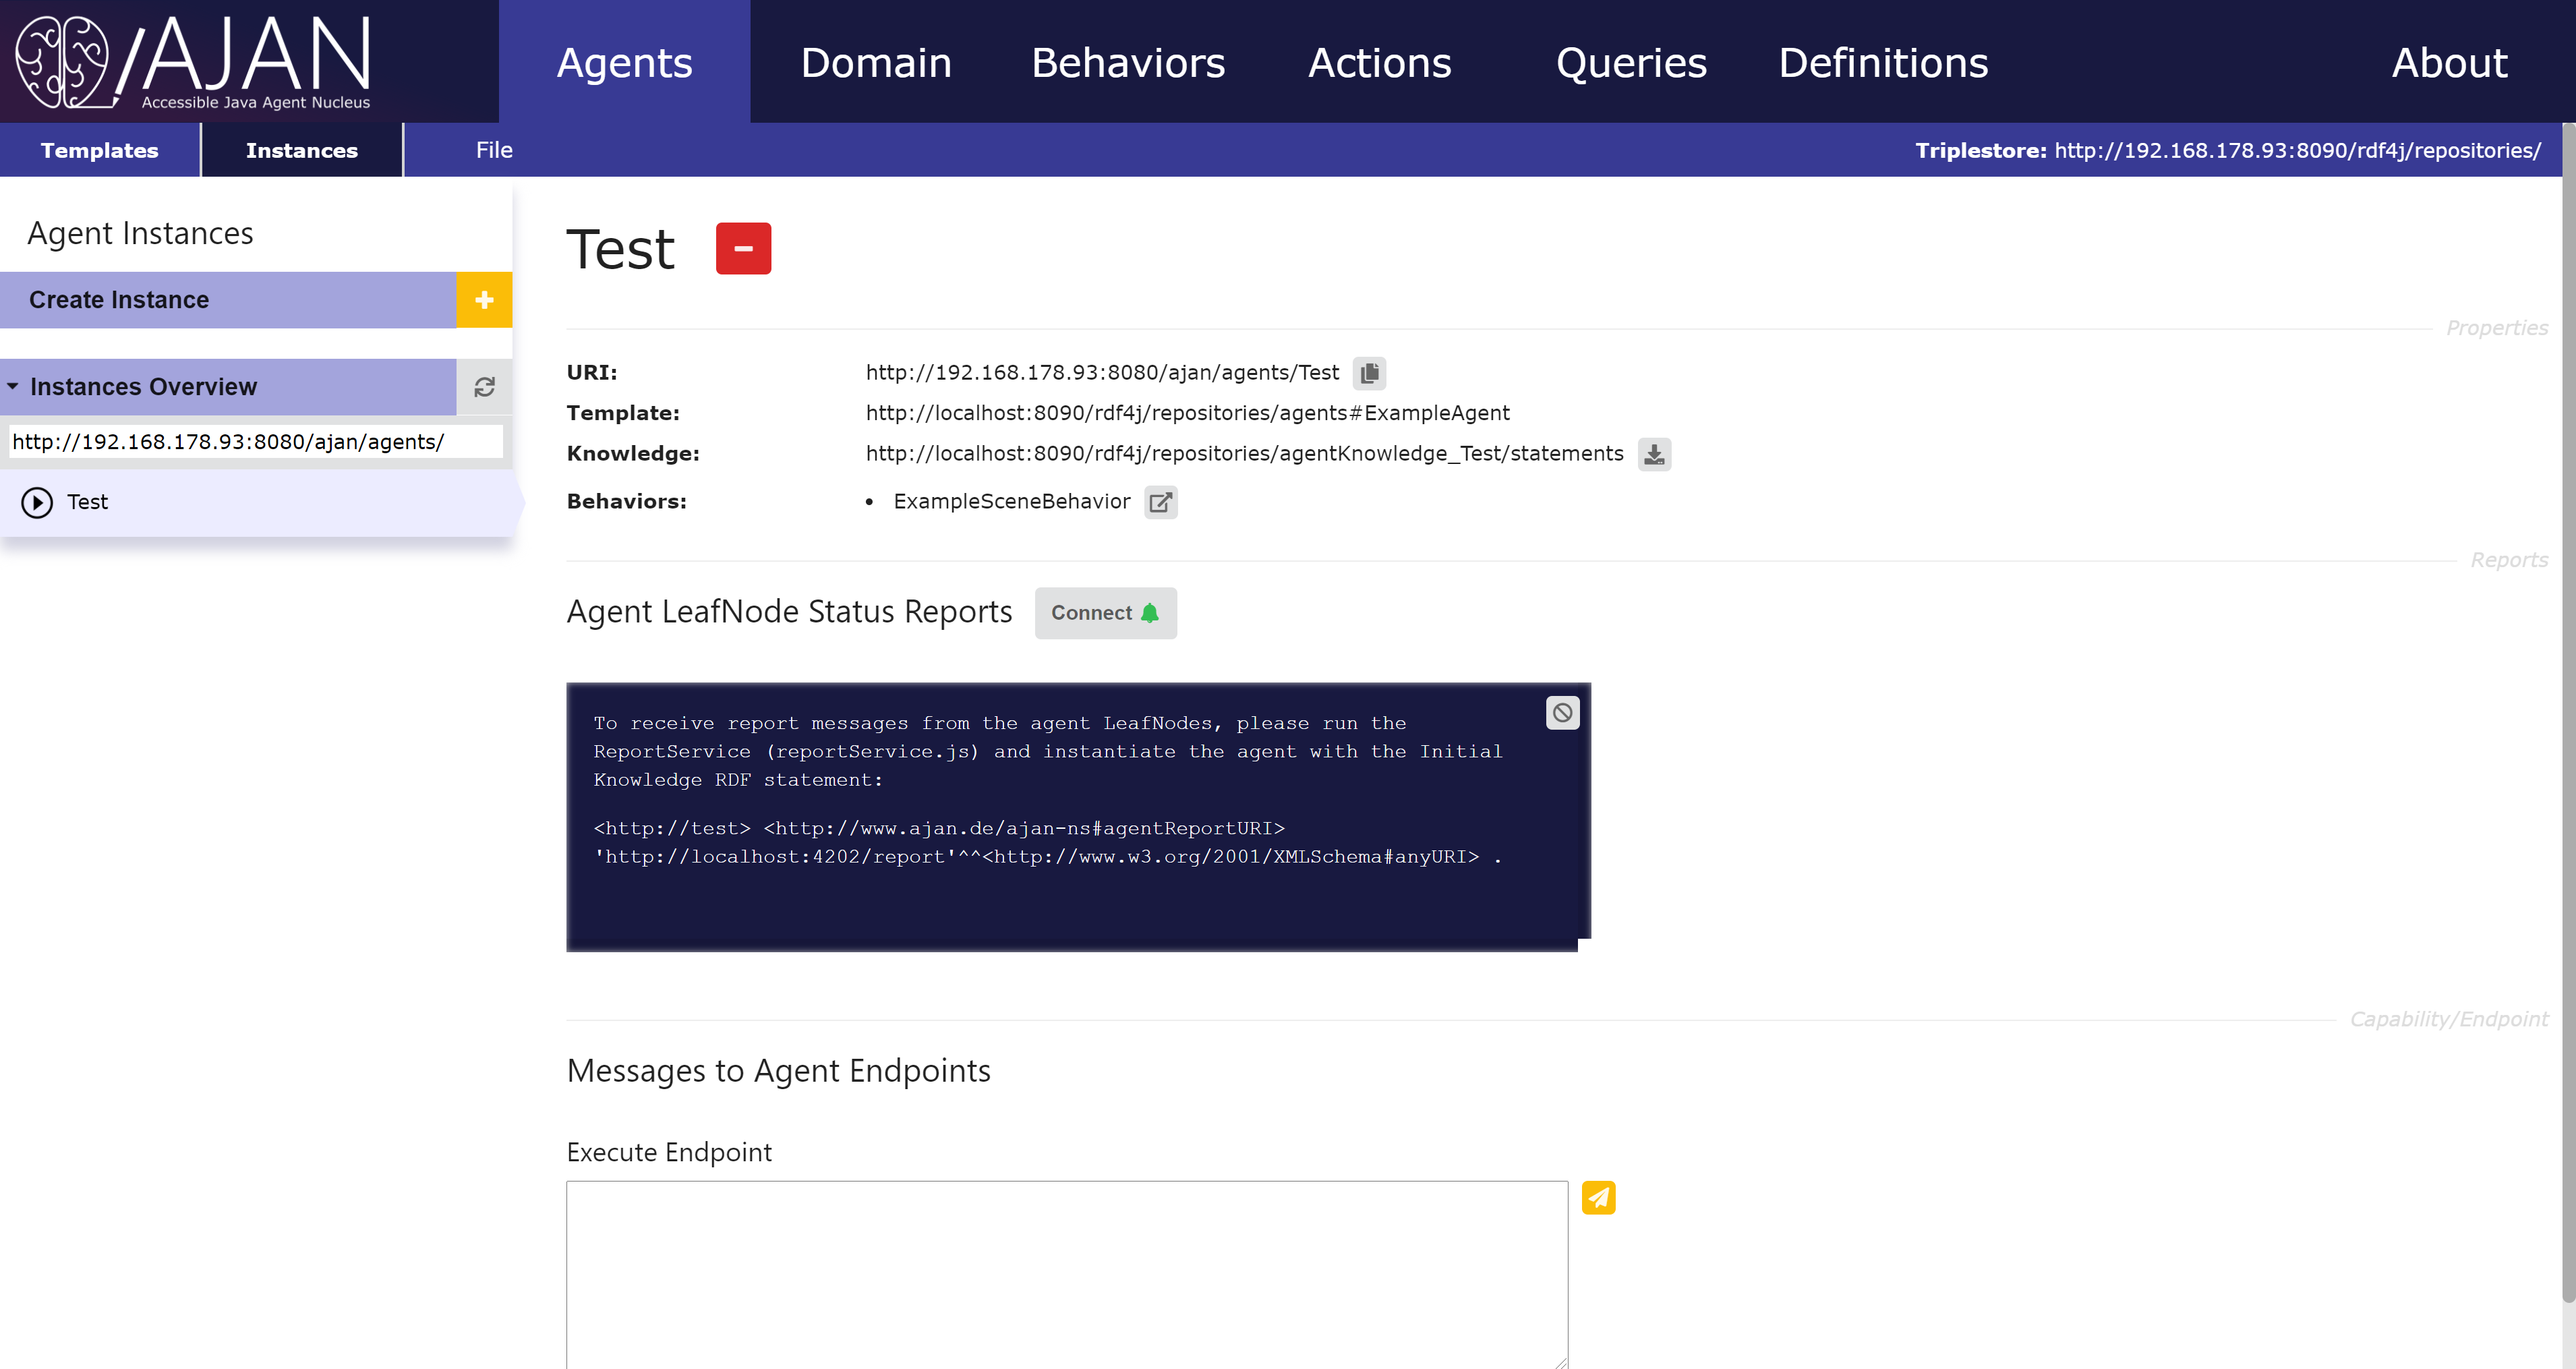 /AJAN
Accessible Java Agent Nucleus
Agents
Domain
Behaviors
Actions
Queries
Definitions
About
Templates
Instances
File
Triplestore: http://192.168.178.93:8090/rdf4j/repositories/
Agent Instances
Create Instance
Instances Overview
http://192.168.178.93:8080/ajan/agents/
Test
Test
Properties
URI: http://192.168.178.93:8080/ajan/agents/Test
Template: http://localhost:8090/rdf4j/repositories/agents#ExampleAgent
Knowledge: http://localhost:8090/rdf4j/repositories/agentKnowledge_Test/statements
Behaviors: • ExampleSceneBehavior
Reports
Agent LeafNode Status Reports
Connect
To receive report messages from the agent LeafNodes, please run the
ReportService (reportService.js) and instantiate the agent with the Initial
Knowledge RDF statement:
<http://test> <http://www.ajan.de/ajan-ns#agentReportURI>
'http://localhost:4202/report'^^<http://www.w3.org/2001/XMLSchema#anyURI> .
Capability/Endpoint
Messages to Agent Endpoints
Execute Endpoint